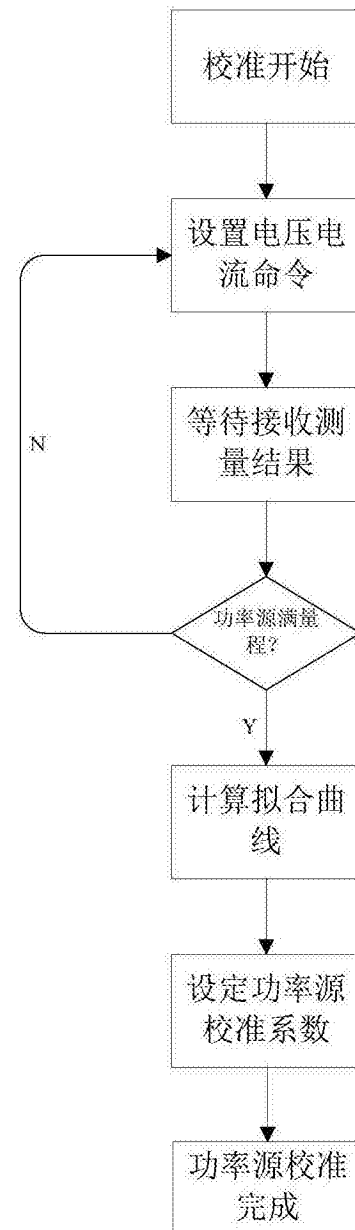 校准开始
设置电压电
流命令
等待接收测
量结果
N
功率源满量
程?
Y
计算拟合曲
线
设定功率源
校准系数
功率源校准
完成